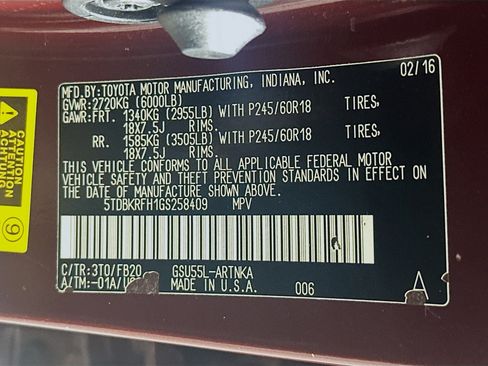 MFD.BY:TOYOTA MOTOR MANUFACTURING, INDIANA, INC. 02/16
GVWR:2720KG (6000LB)
GAWR:FRT. 1340KG (2955LB) WITH P245/60R18 TIRES,
18X7.5J RIMS.
RR. 1585KG (3505LB) WITH P245/60R18 TIRES,
18X7.5J RIMS.
THIS VEHICLE CONFORMS TO ALL APPLICABLE FEDERAL MOTOR
VEHICLE SAFETY AND THEFT PREVENTION STANDARDS IN EFFECT
ON THE DATE OF MANUFACTURE SHOWN ABOVE.
5TDBKRFH1GS258409 MPV
C/TR:3T0/FB20 GSU55L-ARTNKA
A/TM:-01A/U MADE IN U.S.A. 006 A
CAUTION
ATTENTION
9